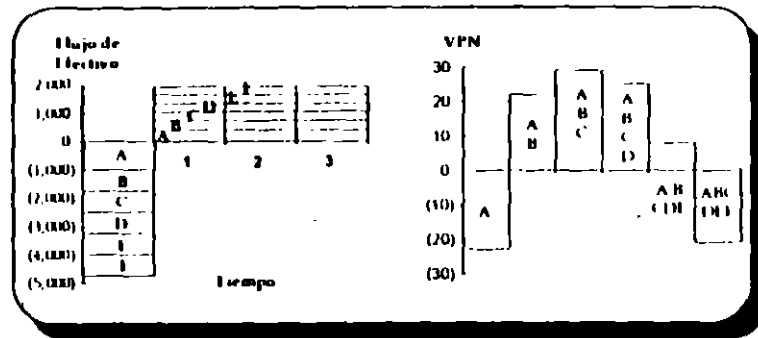 Flujo de
Efectivo
2,000
1,000
0
(1,000)
(2,000)
(3,000)
(4,000)
(5,000)
A
B
C
D
A B C D
1 2 3
Tiempo
VPN
30
20
10
0
(10)
(20)
(30)
A
A
B
A
B
C
A
B
C
D
A B
A B C